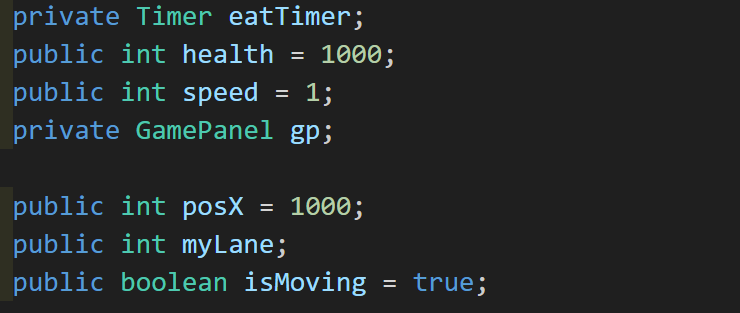 private Timer eatTimer;
public int health = 1000;
public int speed = 1;
private GamePanel gp;
public int posX = 1000;
public int myLane;
public boolean isMoving = true;